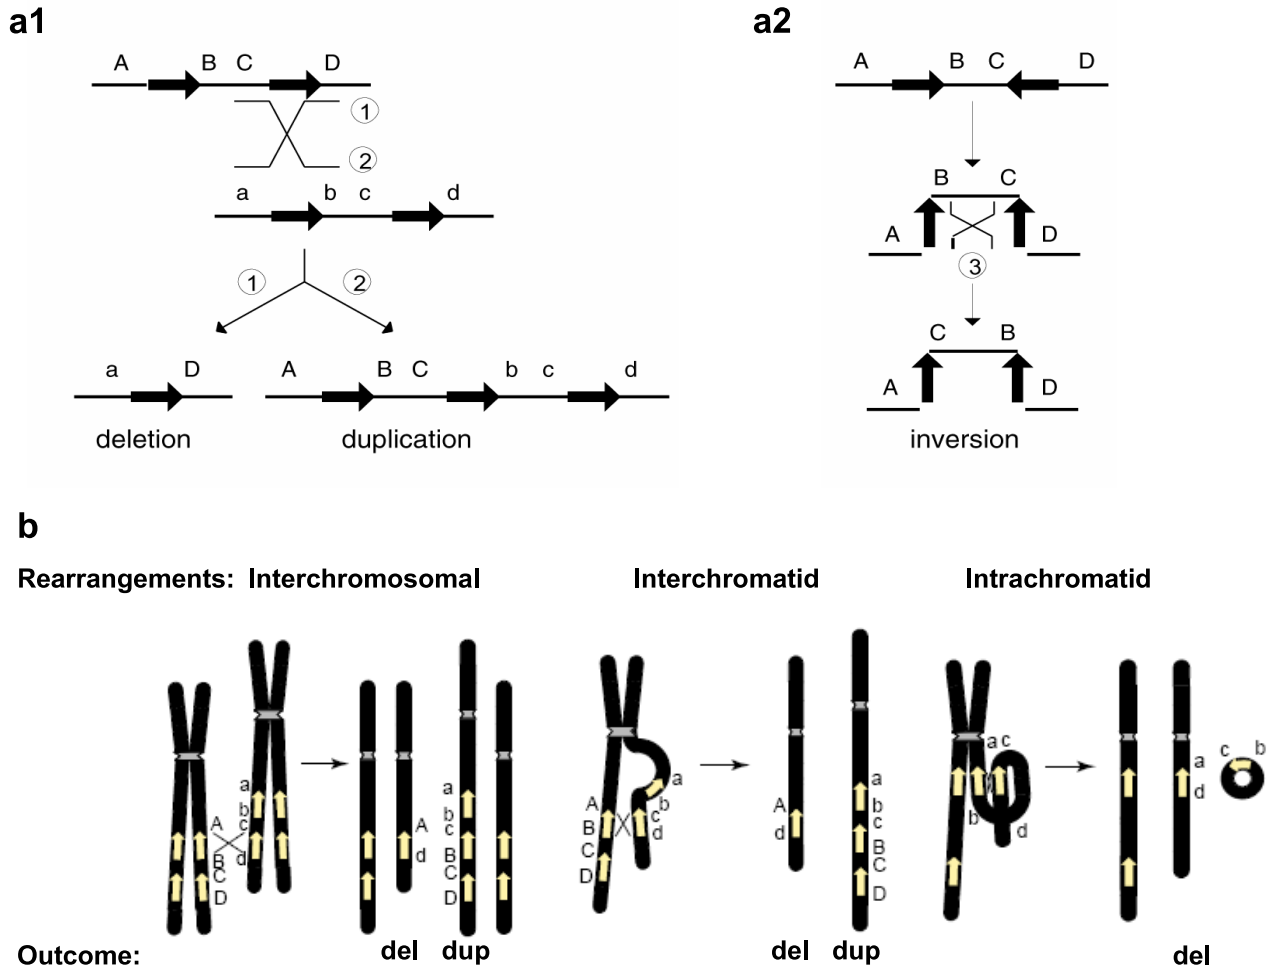 a1
a2
A B C D
1
2
a b c d
1 2
a D
A B C b c d
deletion
duplication
A B C D
B C
A D
3
C B
A D
inversion
b
Rearrangements: Interchromosomal Interchromatid Intrachromatid
a
b
c
d
A
B
C
D
A
d
a
b
c
B
C
D
a
b
c
d
A
B
C
D
A
d
a
b
c
B
C
D
a c
b
d
a
d
c b
Outcome: del dup del dup del